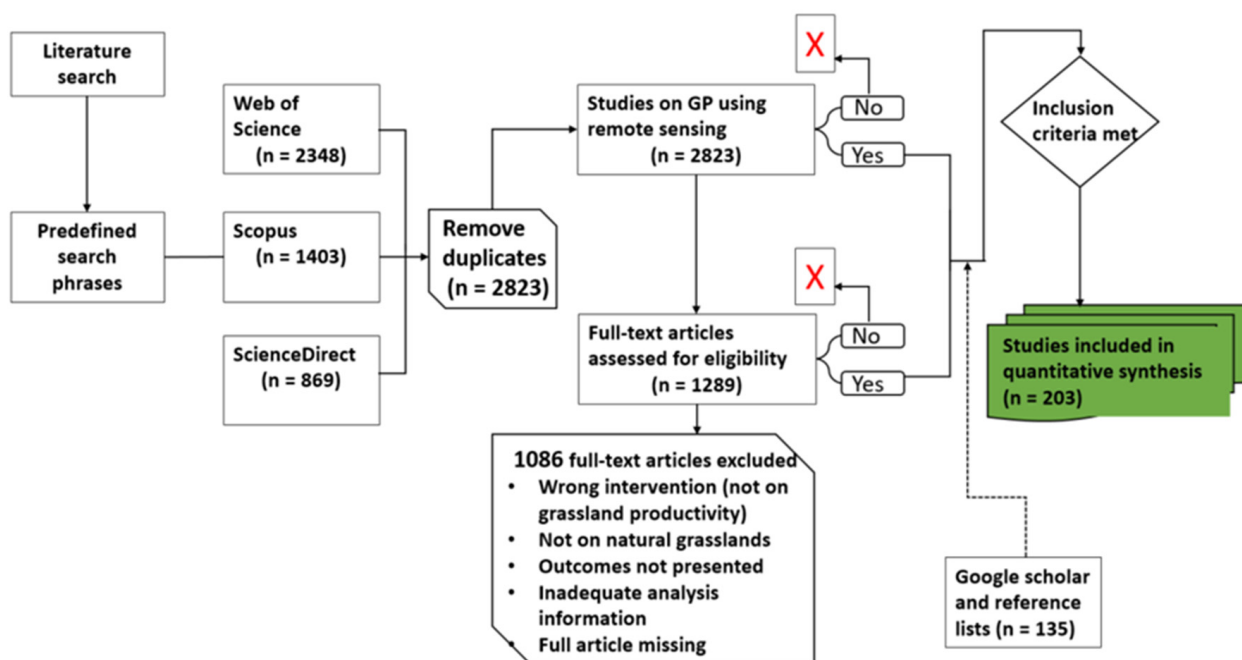 Literature
search
Predefined
search
phrases
Web of
Science
(n = 2348)
Scopus
(n = 1403)
ScienceDirect
(n = 869)
Remove
duplicates
(n = 2823)
Studies on GP using
remote sensing
(n = 2823)
X
No
Yes
Full-text articles
assessed for eligibility
(n = 1289)
X
No
Yes
1086 full-text articles excluded
• Wrong intervention (not on
grassland productivity)
• Not on natural grasslands
• Outcomes not presented
• Inadequate analysis
information
• Full article missing
Inclusion
criteria met
Studies included in
quantitative synthesis
(n = 203)
Google scholar
and reference
lists (n = 135)